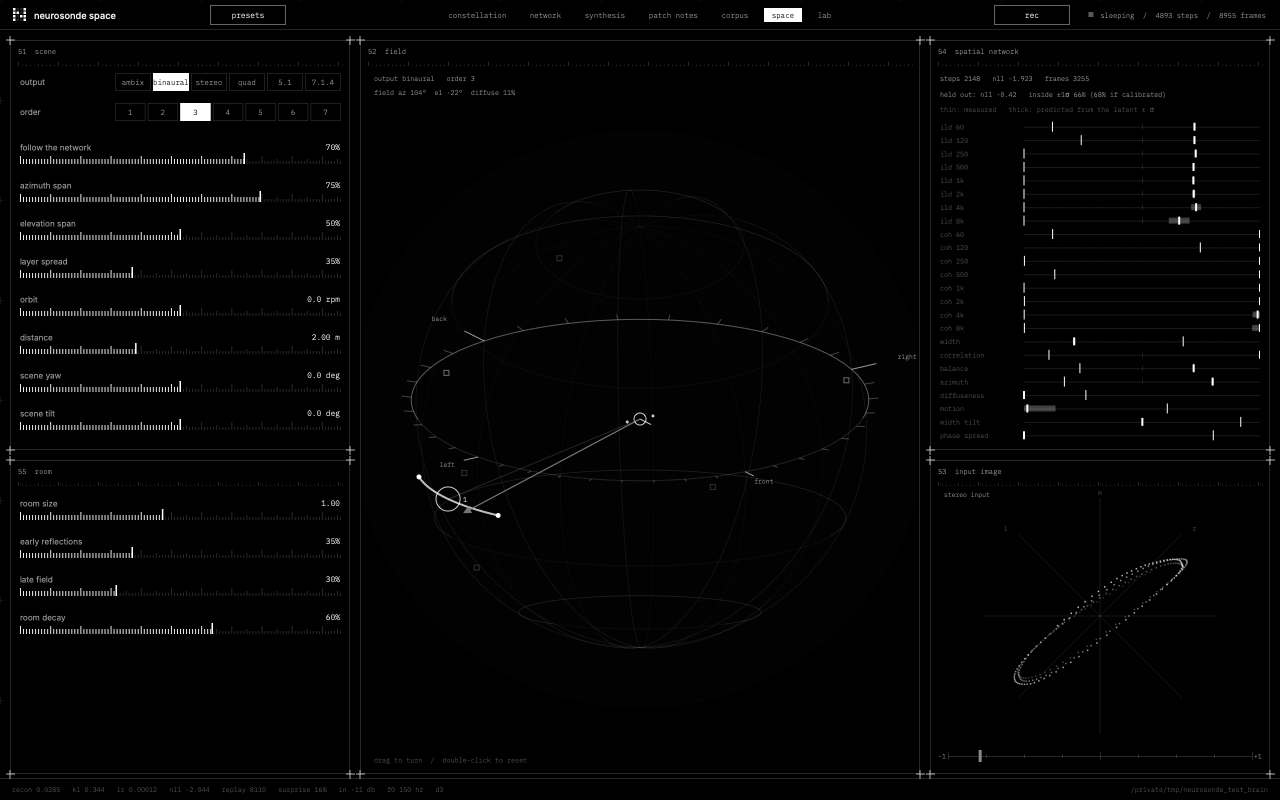 neurosonde space
presets
constellation network synthesis patch notes corpus space lab
rec
sleeping / 4893 steps / 8955 frames
51 scene
output ambix binaural stereo quad 5.1 7.1.4
order 1 2 3 4 5 6 7
follow the network 70%
azimuth span 75%
elevation span 50%
layer spread 35%
orbit 0.0 rpm
distance 2.00 m
scene yaw 0.0 deg
scene tilt 0.0 deg
55 room
room size 1.00
early reflections 35%
late field 30%
room decay 60%
52 field
output binaural order 3
field az 104° el -22° diffuse 11%
back
right
left
front
1
drag to turn / double-click to reset
54 spatial network
steps 2148 nll -1.923 frames 3255
held out: nll -0.42 inside ±1σ 66% (68% if calibrated)
thin: measured thick: predicted from the latent ± σ
ild 60
ild 120
ild 250
ild 500
ild 1k
ild 2k
ild 4k
ild 8k
coh 60
coh 120
coh 250
coh 500
coh 1k
coh 2k
coh 4k
coh 8k
width
correlation
balance
azimuth
diffuseness
motion
width tilt
phase spread
53 input image
stereo input
m
l r
-1 +1
recon 0.0285 kl 0.344 lr 0.00012 nll -2.044 replay 8110 surprise 16% in -11 db f0 150 hz d3
/private/tmp/neurosonde_test_brain